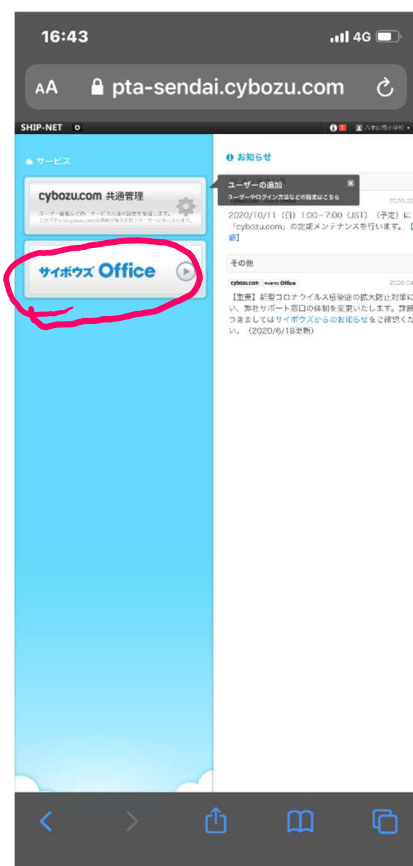 16:43
4G
AA pta-sendai.cybozu.com
SHIP-NET
サービス
お知らせ
cybozu.com 共通管理
ユーザーの追加
ユーザーやログイン方法などの設定はこちら
サイボウズ Office
2020/10/11（日）1:00-7:00（JST）（予定）に
「cybozu.com」の定期メンテナンスを行います。
細】
その他
cybozu.com サイボウズ Office
【重要】新型コロナウイルス感染症の拡大防止対策に
い、弊社サポート窓口の体制を変更いたします。詳細
つきましてはサイボウズからのお知らせをご確認くだ
い。（2020/6/18更新）